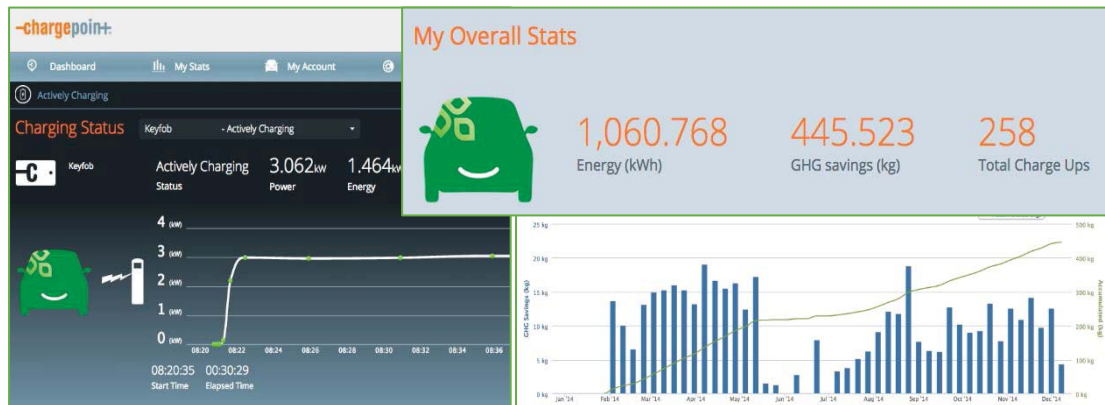 -chargepoin+:
Dashboard My Stats My Account
Actively Charging
Charging Status Keyfob - Actively Charging
Keyfob
Actively Charging 3.062kW 1.464kW
Status Power Energy
4 (kW)
3 (kW)
2 (kW)
1 (kW)
0 (kW)
08:20 08:22 08:24 08:26 08:28 08:30 08:32 08:34 08:36
08:20:35 00:30:29
Start Time Elapsed Time
My Overall Stats
1,060.768 445.523 258
Energy (kWh) GHG savings (kg) Total Charge Ups
GHG Savings (kg)
25 kg
20 kg
15 kg
10 kg
5 kg
0 kg
Jan '14 Feb '14 Mar '14 Apr '14 May '14 Jun '14 Jul '14 Aug '14 Sep '14 Oct '14 Nov '14 Dec '14
500 kg
400 kg
300 kg
200 kg
100 kg
0 kg
Accumulated (kg)